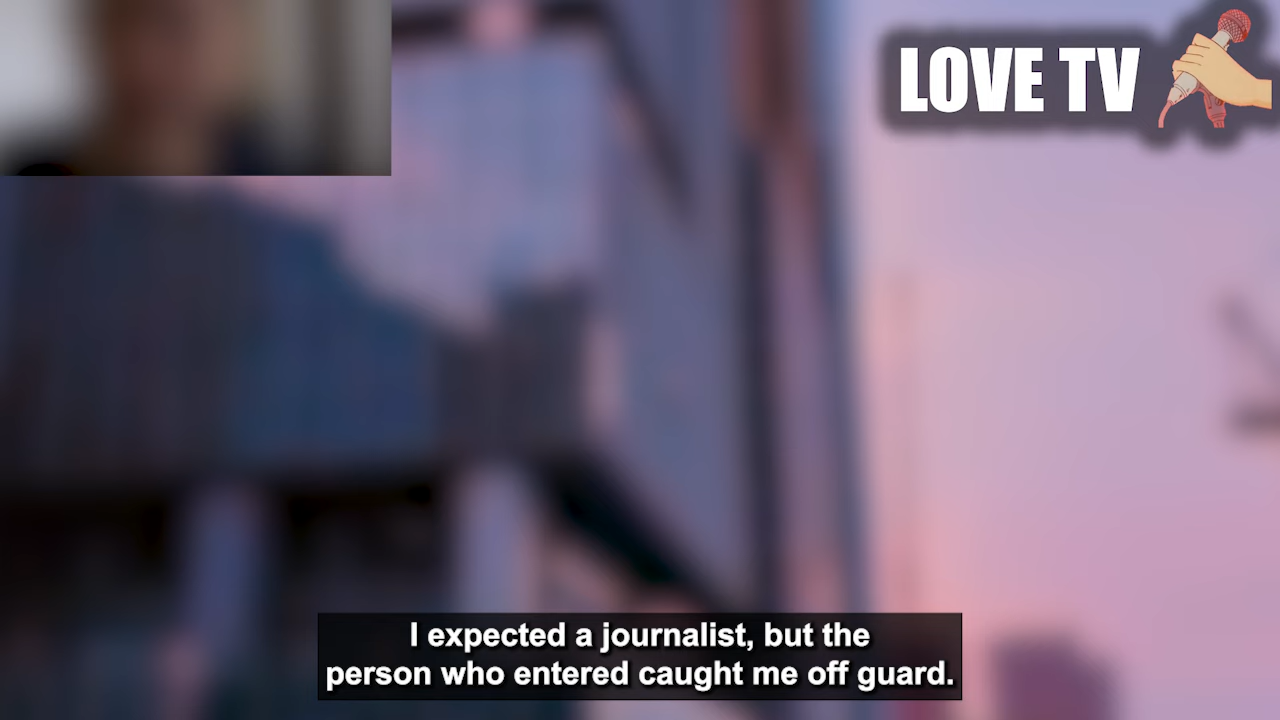 LOVE TV
I expected a journalist, but the
person who entered caught me off guard.